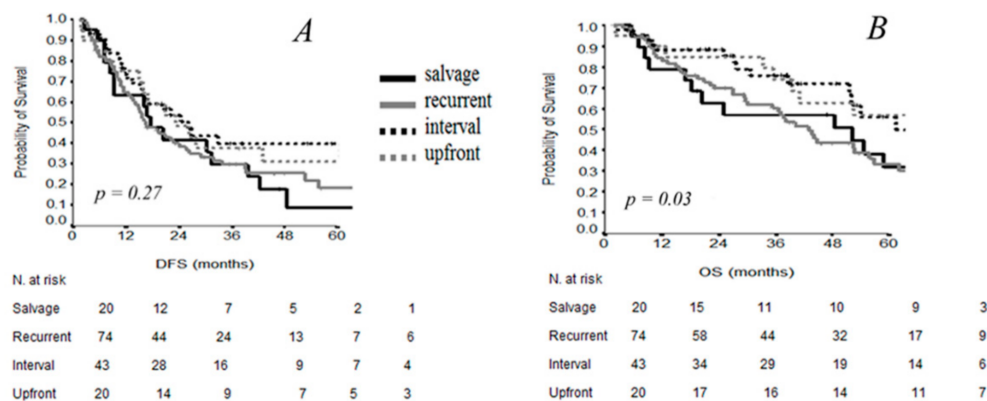 A
B
salvage
recurrent
interval
upfront
Probability of Survival
1.0
0.9
0.8
0.7
0.6
0.5
0.4
0.3
0.2
0.1
0.0
p = 0.27
0 12 24 36 48 60
DFS (months)
N. at risk
Salvage 20 12 7 5 2 1
Recurrent 74 44 24 13 7 6
Interval 43 28 16 9 7 4
Upfront 20 14 9 7 5 3
Probability of Survival
1.0
0.9
0.8
0.7
0.6
0.5
0.4
0.3
0.2
0.1
0.0
p = 0.03
0 12 24 36 48 60
OS (months)
N. at risk
Salvage 20 15 11 10 9 3
Recurrent 74 58 44 32 17 9
Interval 43 34 29 19 14 6
Upfront 20 17 16 14 11 7